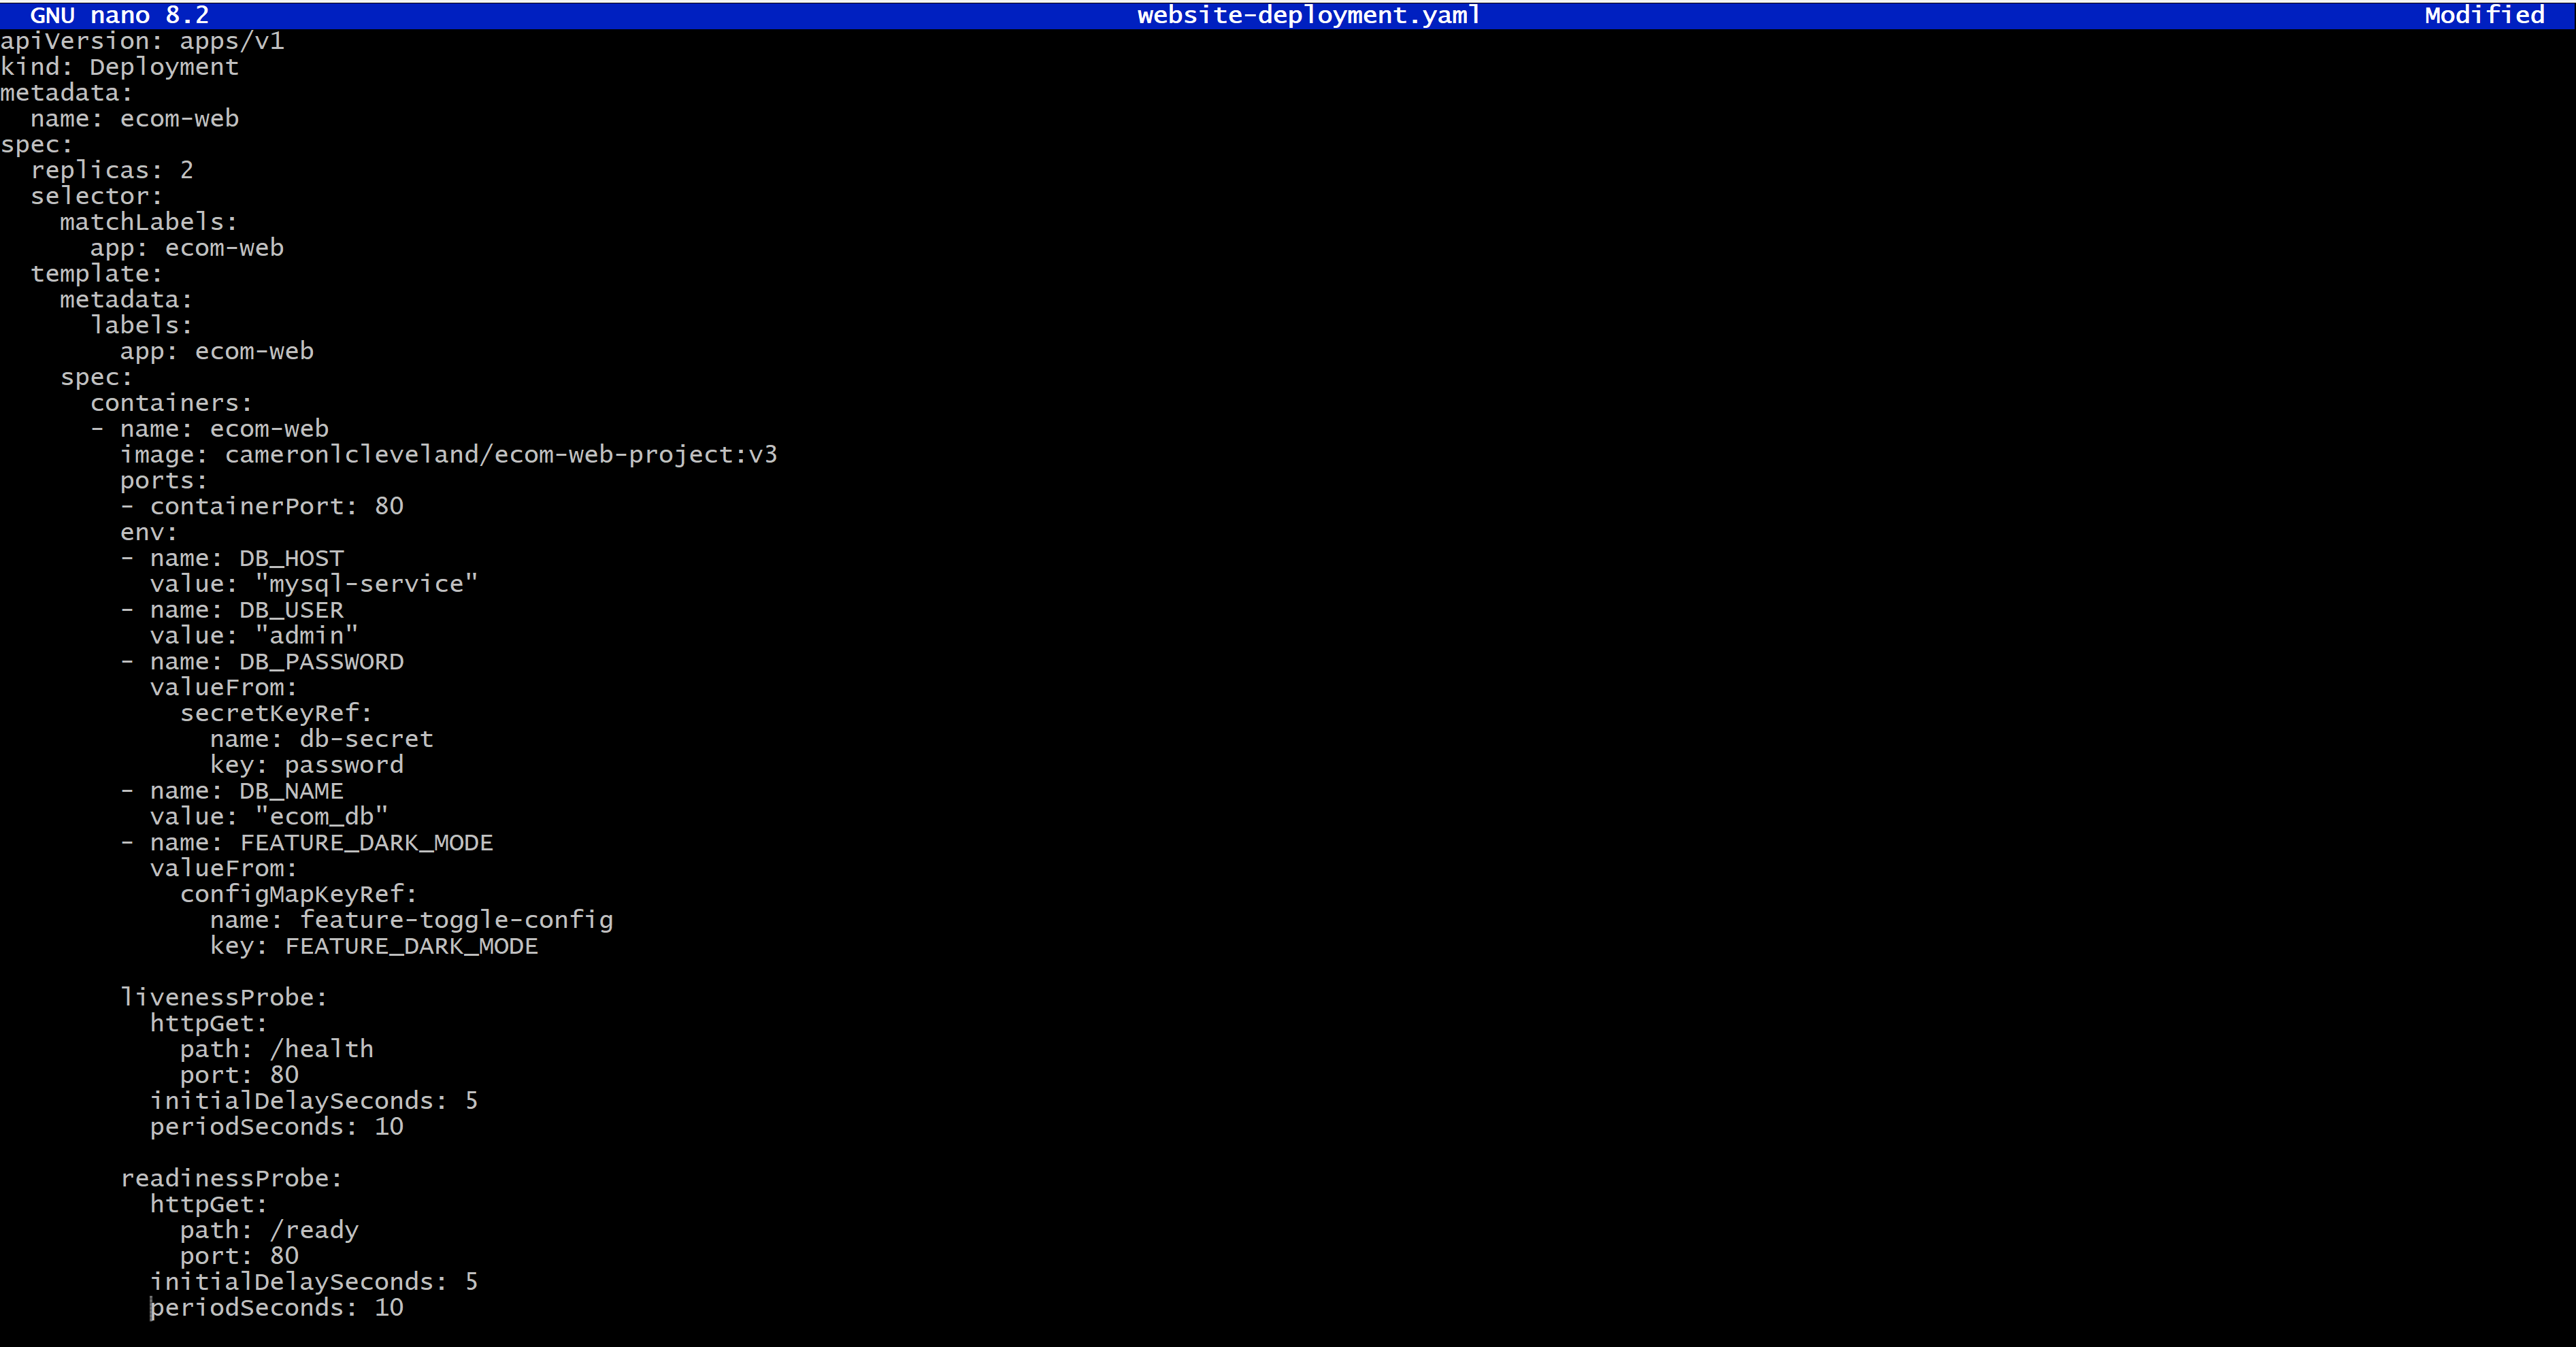 GNU nano 8.2 website-deployment.yaml Modified
apiVersion: apps/v1
kind: Deployment
metadata:
  name: ecom-web
spec:
  replicas: 2
  selector:
    matchLabels:
      app: ecom-web
  template:
    metadata:
      labels:
        app: ecom-web
    spec:
      containers:
      - name: ecom-web
        image: cameronlcleveland/ecom-web-project:v3
        ports:
        - containerPort: 80
        env:
        - name: DB_HOST
          value: "mysql-service"
        - name: DB_USER
          value: "admin"
        - name: DB_PASSWORD
          valueFrom:
            secretKeyRef:
              name: db-secret
              key: password
        - name: DB_NAME
          value: "ecom_db"
        - name: FEATURE_DARK_MODE
          valueFrom:
            configMapKeyRef:
              name: feature-toggle-config
              key: FEATURE_DARK_MODE

        livenessProbe:
          httpGet:
            path: /health
            port: 80
          initialDelaySeconds: 5
          periodSeconds: 10

        readinessProbe:
          httpGet:
            path: /ready
            port: 80
          initialDelaySeconds: 5
          periodSeconds: 10